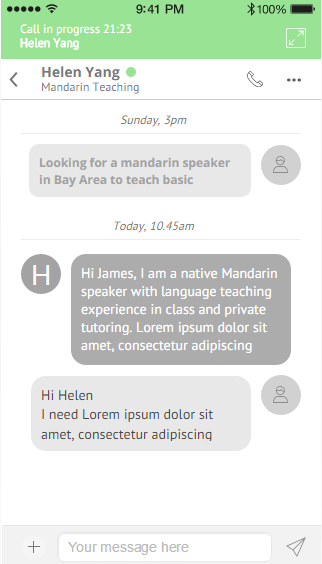 9:41 PM
100%
Call in progress 21:23
Helen Yang
Helen Yang
Mandarin Teaching
Sunday, 3pm
Looking for a mandarin speaker
in Bay Area to teach basic
Today, 10.45am
H
Hi James, I am a native Mandarin
speaker with language teaching
experience in class and private
tutoring. Lorem ipsum dolor sit
amet, consectetur adipiscing
Hi Helen
I need Lorem ipsum dolor sit
amet, consectetur adipiscing
Your message here